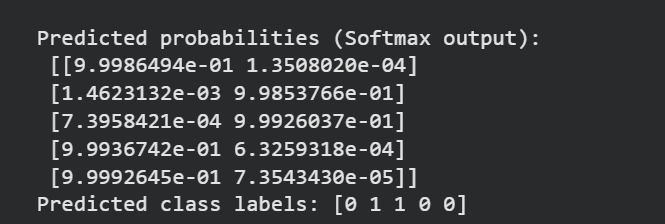 Predicted probabilities (Softmax output):
[[9.9986494e-01 1.3508020e-04]
[1.4623132e-03 9.9853766e-01]
[7.3958421e-04 9.9926037e-01]
[9.9936742e-01 6.3259318e-04]
[9.9992645e-01 7.3543430e-05]]
Predicted class labels: [0 1 1 0 0]